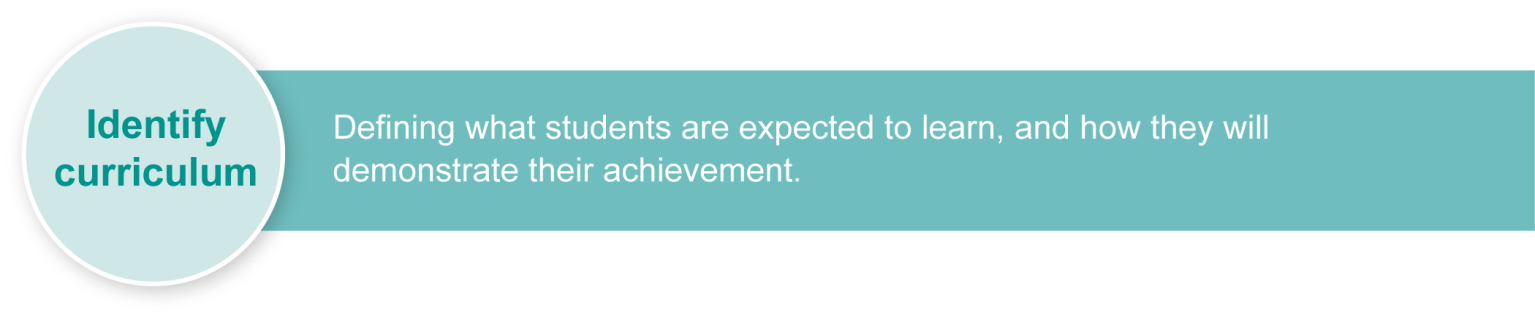 Identify
curriculum
Defining what students are expected to learn, and how they will
demonstrate their achievement.